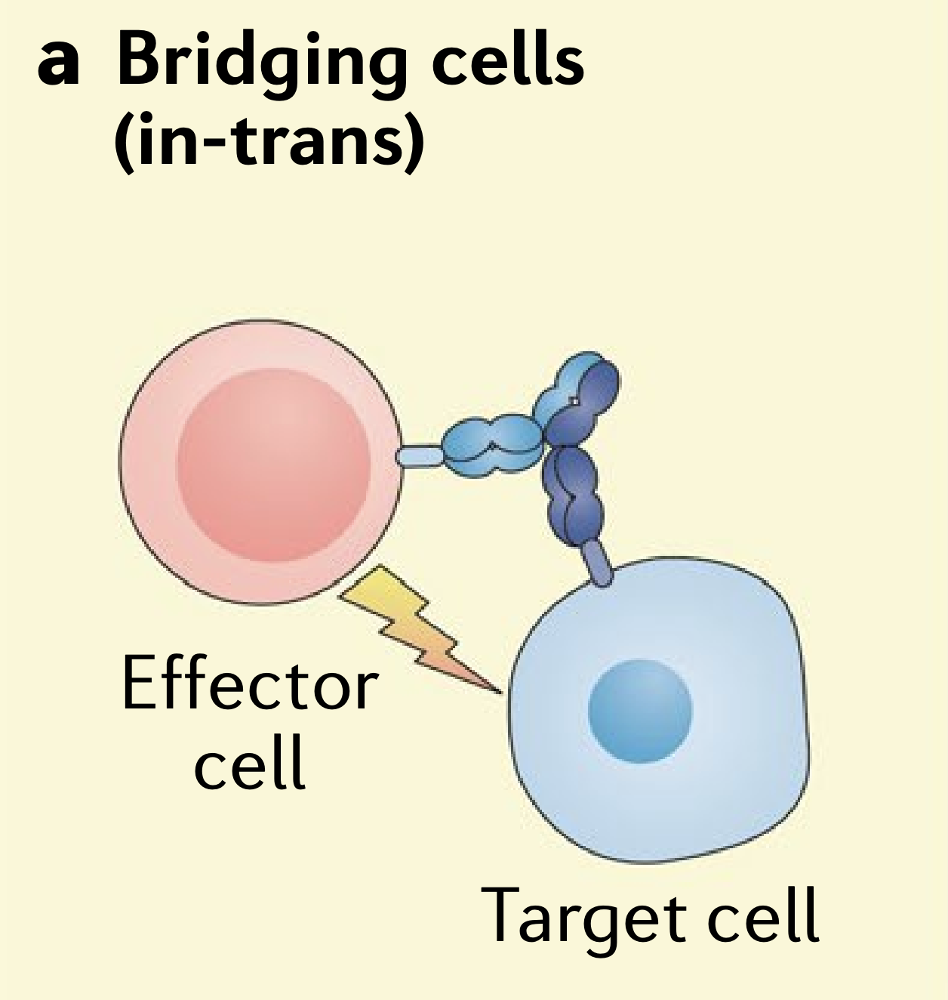 a Bridging cells
(in-trans)
Effector
cell
Target cell